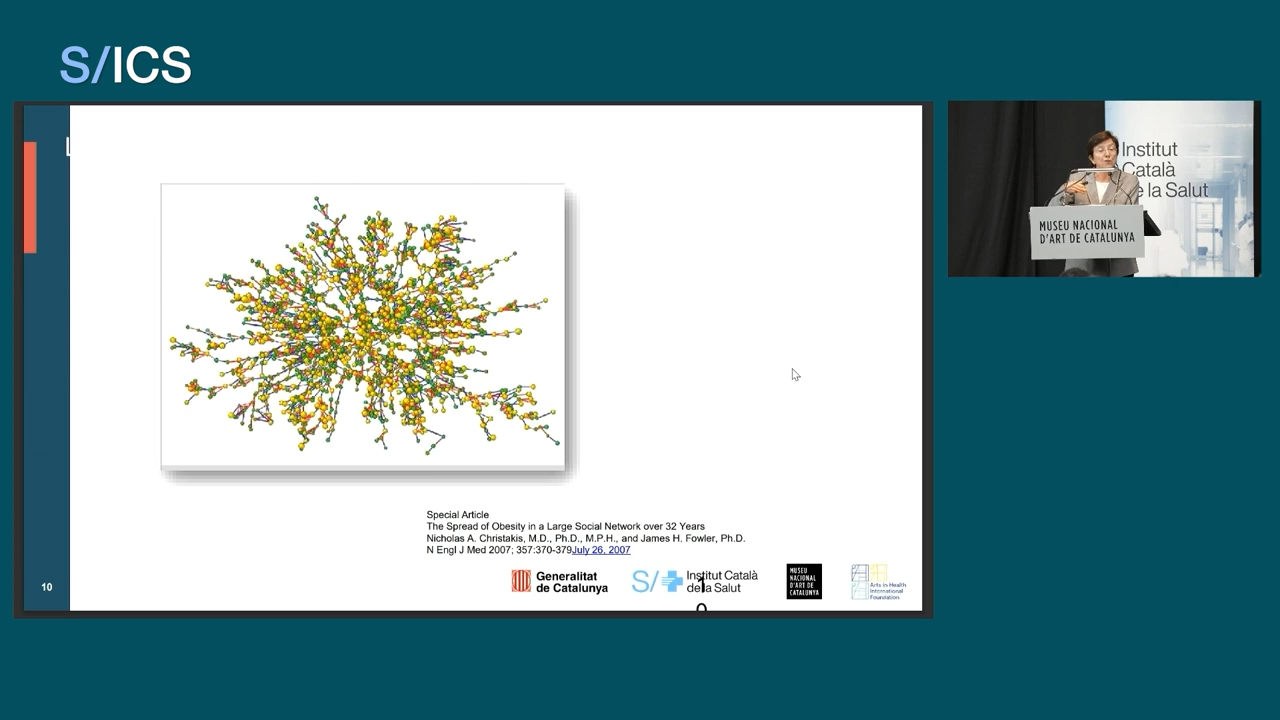 S/ICS
Special Article
The Spread of Obesity in a Large Social Network over 32 Years
Nicholas A. Christakis, M.D., Ph.D., M.P.H., and James H. Fowler, Ph.D.
N Engl J Med 2007; 357:370-379July 26, 2007
10
Generalitat
de Catalunya
S/
Institut Català
de la Salut
10
MUSEU
NACIONAL
D'ART DE
CATALUNYA
Arts in Health
International
Foundation
Institut
Català
de la Salut
MUSEU NACIONAL
D'ART DE CATALUNYA